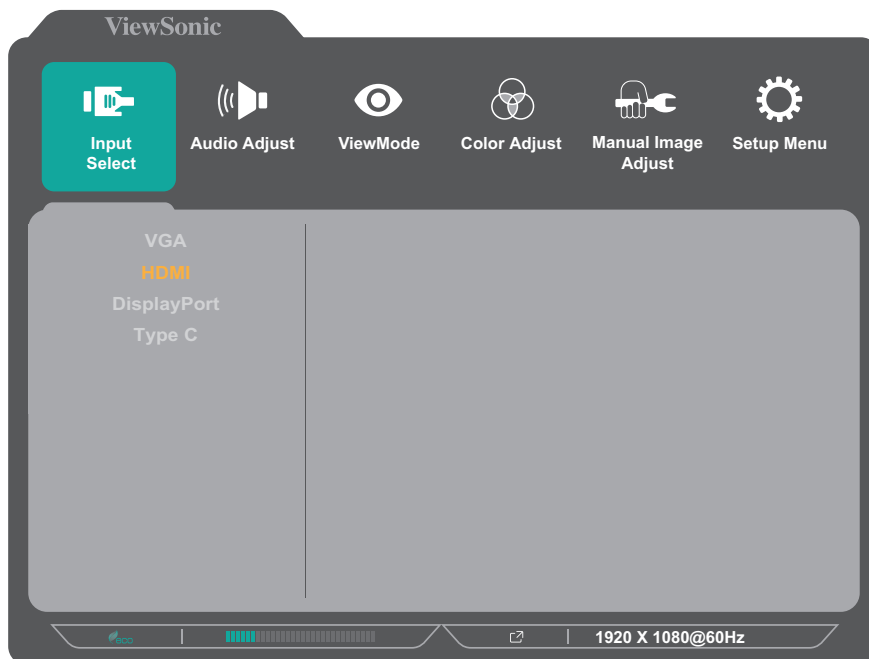 ViewSonic
Input
Select
Audio Adjust
ViewMode
Color Adjust
Manual Image
Adjust
Setup Menu
VGA
HDMI
DisplayPort
Type C
eco
1920 X 1080@60Hz